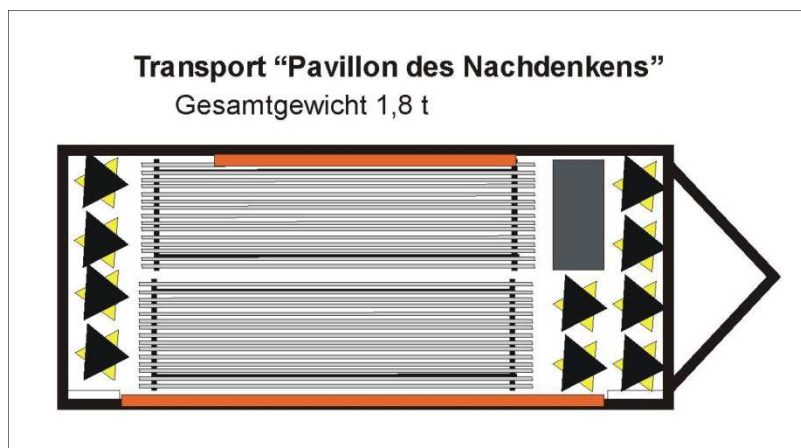 Transport “Pavillon des Nachdenkens”
Gesamtgewicht 1,8 t